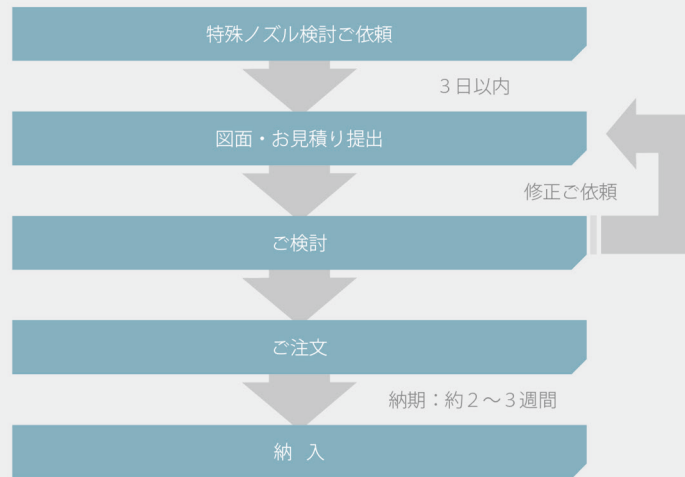 特殊ノズル検討ご依頼
3日以内
図面・お見積り提出
修正ご依頼
ご検討
ご注文
納期：約2～3週間
納 入